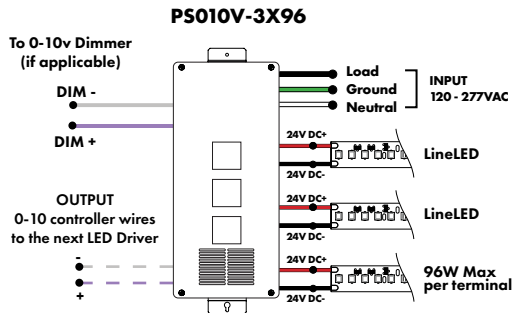 PS010V-3X96
To 0-10v Dimmer
(if applicable)
DIM -
DIM +
OUTPUT
0-10 controller wires
to the next LED Driver
-
+
Load
Ground
Neutral
INPUT
120 - 277VAC
24V DC+
24V DC-
LineLED
24V DC+
24V DC-
LineLED
24V DC+
24V DC-
96W Max
per terminal